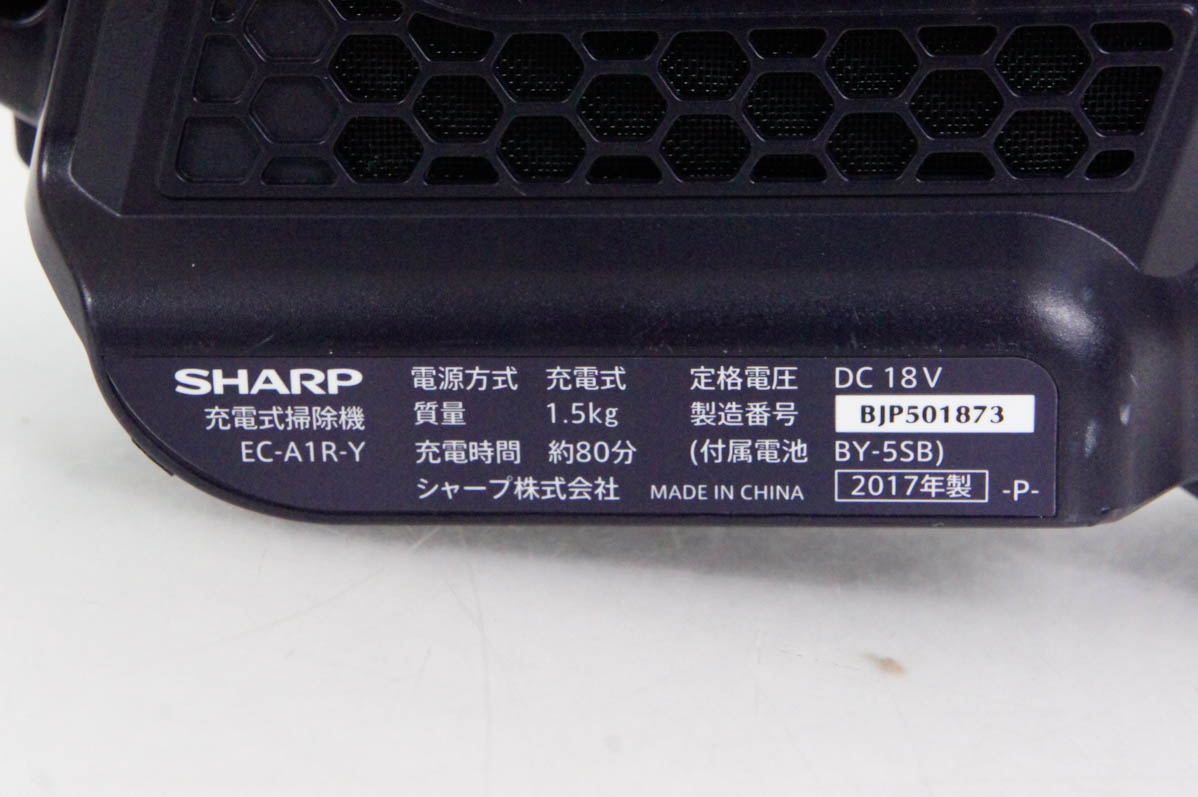 SHARP 電源方式 充電式 定格電圧 DC 18V
充電式掃除機 質量 1.5kg 製造番号 BJP501873
EC-A1R-Y 充電時間 約80分 (付属電池 BY-5SB)
シャープ株式会社 MADE IN CHINA 2017年製 -P-